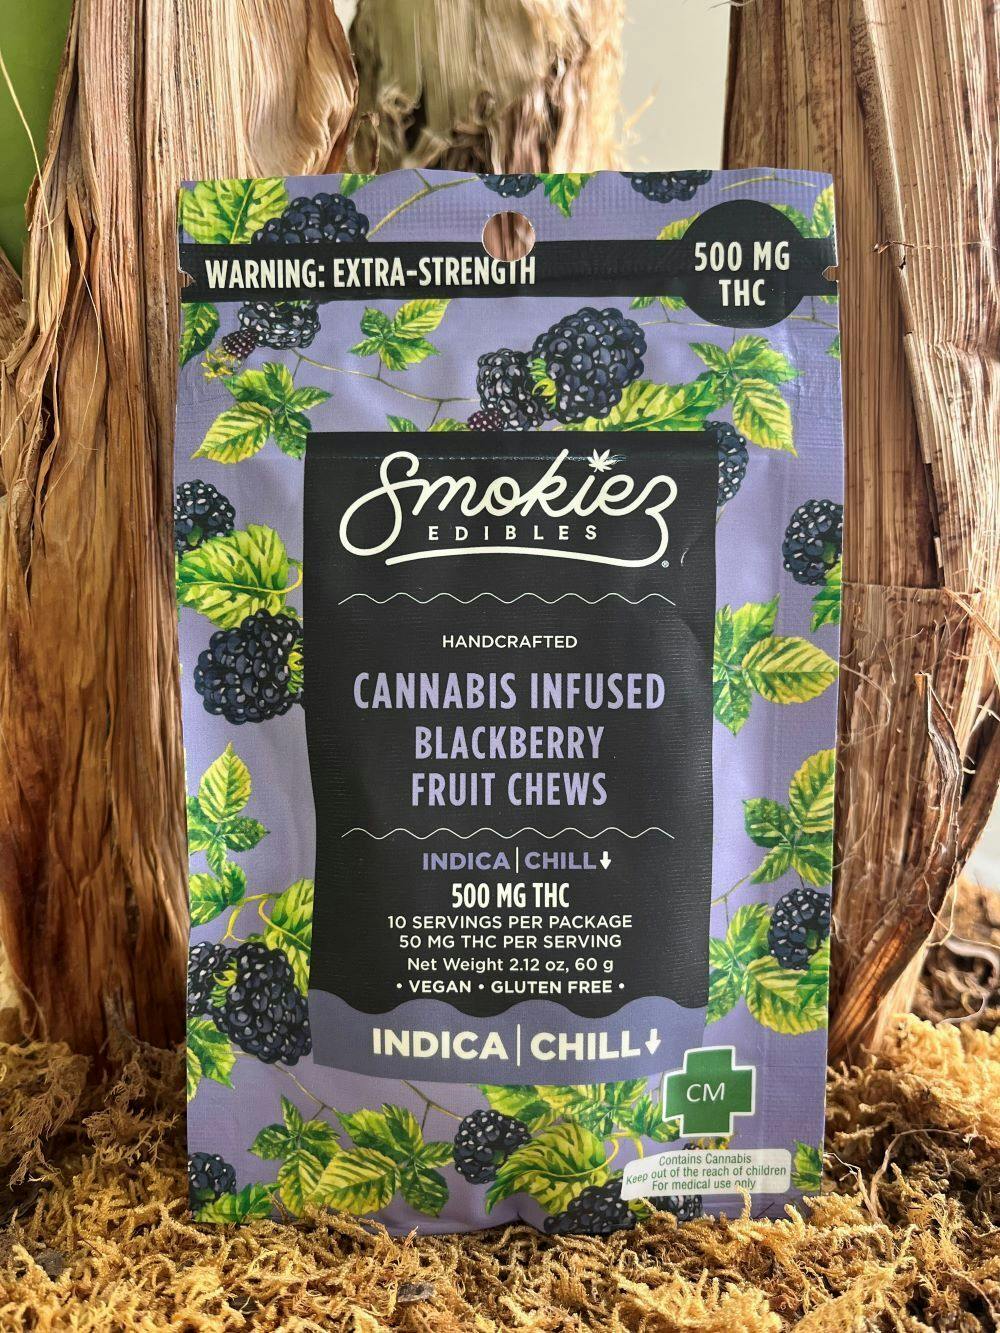 WARNING: EXTRA-STRENGTH
500 MG
THC
Smokiez
EDIBLES
®
HANDCRAFTED
CANNABIS INFUSED
BLACKBERRY
FRUIT CHEWS
INDICA | CHILL ↓
500 MG THC
10 SERVINGS PER PACKAGE
50 MG THC PER SERVING
Net Weight 2.12 oz, 60 g
• VEGAN • GLUTEN FREE •
INDICA | CHILL ↓
CM
Contains Cannabis
Keep out of the reach of children
For medical use only